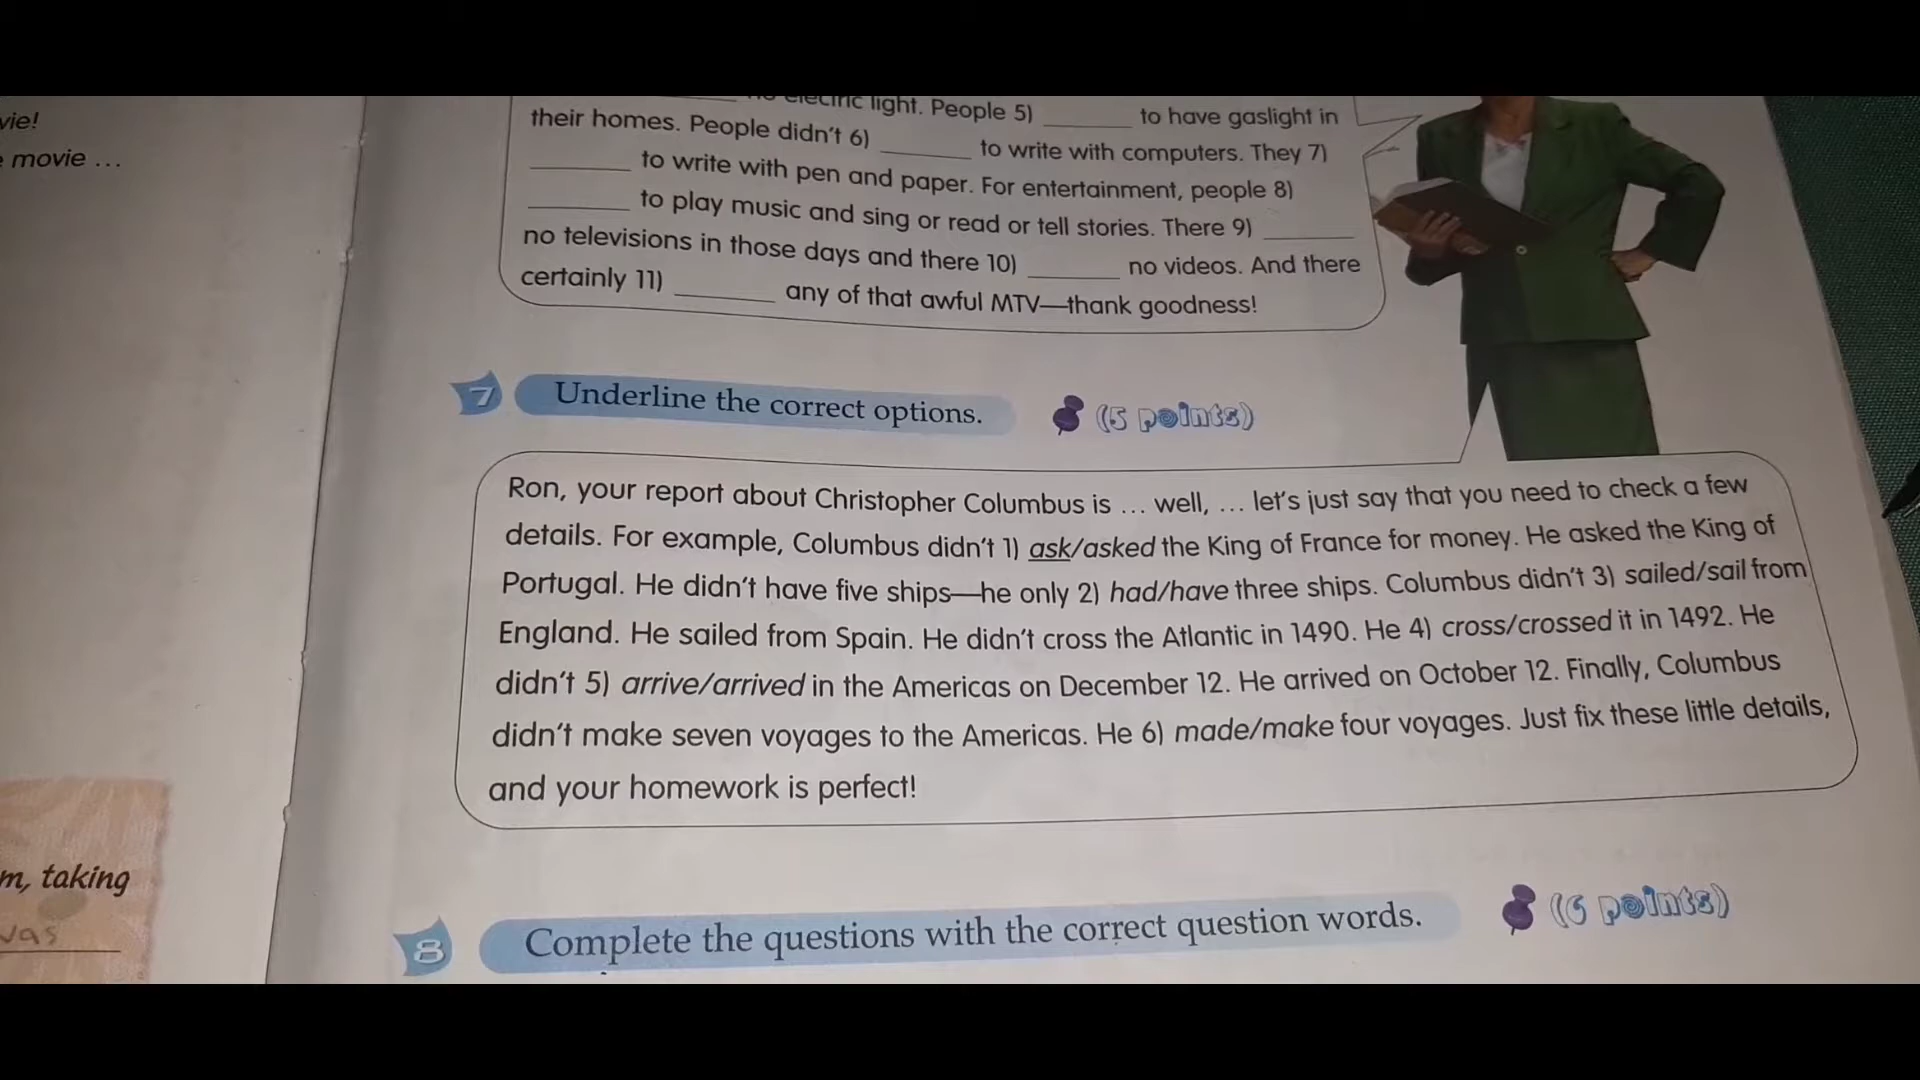 vie!
movie ...
electric light. People 5) ______ to have gaslight in
their homes. People didn't 6) ______ to write with computers. They 7)
______ to write with pen and paper. For entertainment, people 8)
______ to play music and sing or read or tell stories. There 9) ______
no televisions in those days and there 10) ______ no videos. And there
certainly 11) ______ any of that awful MTV—thank goodness!
7 Underline the correct options. (5 points)
Ron, your report about Christopher Columbus is ... well, ... let's just say that you need to check a few
details. For example, Columbus didn't 1) ask/asked the King of France for money. He asked the King of
Portugal. He didn't have five ships—he only 2) had/have three ships. Columbus didn't 3) sailed/sail from
England. He sailed from Spain. He didn't cross the Atlantic in 1490. He 4) cross/crossed it in 1492. He
didn't 5) arrive/arrived in the Americas on December 12. He arrived on October 12. Finally, Columbus
didn't make seven voyages to the Americas. He 6) made/make four voyages. Just fix these little details,
and your homework is perfect!
m, taking
was
8 Complete the questions with the correct question words. (6 points)